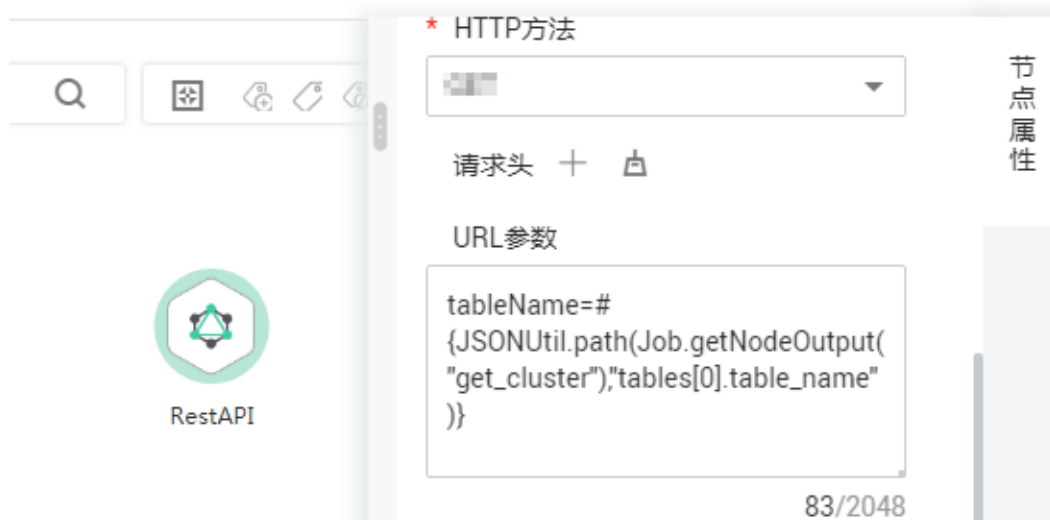 * HTTP方法
请求头
URL参数
tableName=#
{JSONUtil.path(Job.getNodeOutput(
"get_cluster"),"tables[0].table_name"
)}
83/2048
RestAPI
节点属性